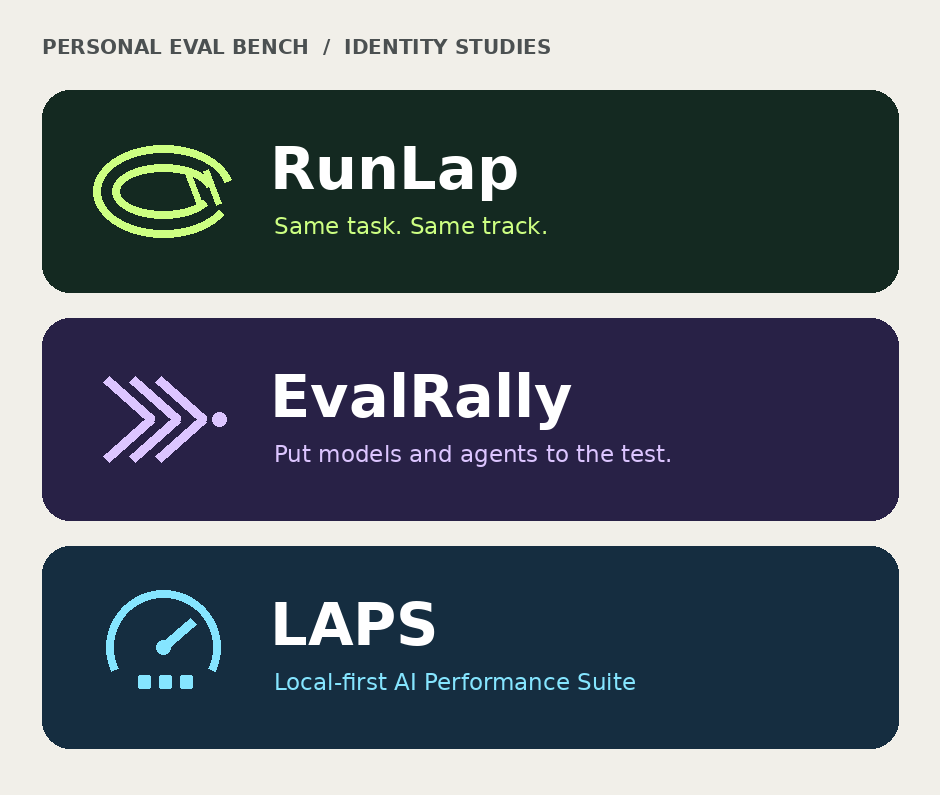 PERSONAL EVAL BENCH / IDENTITY STUDIES
RunLap
Same task. Same track.
EvalRally
Put models and agents to the test.
LAPS
Local-first AI Performance Suite